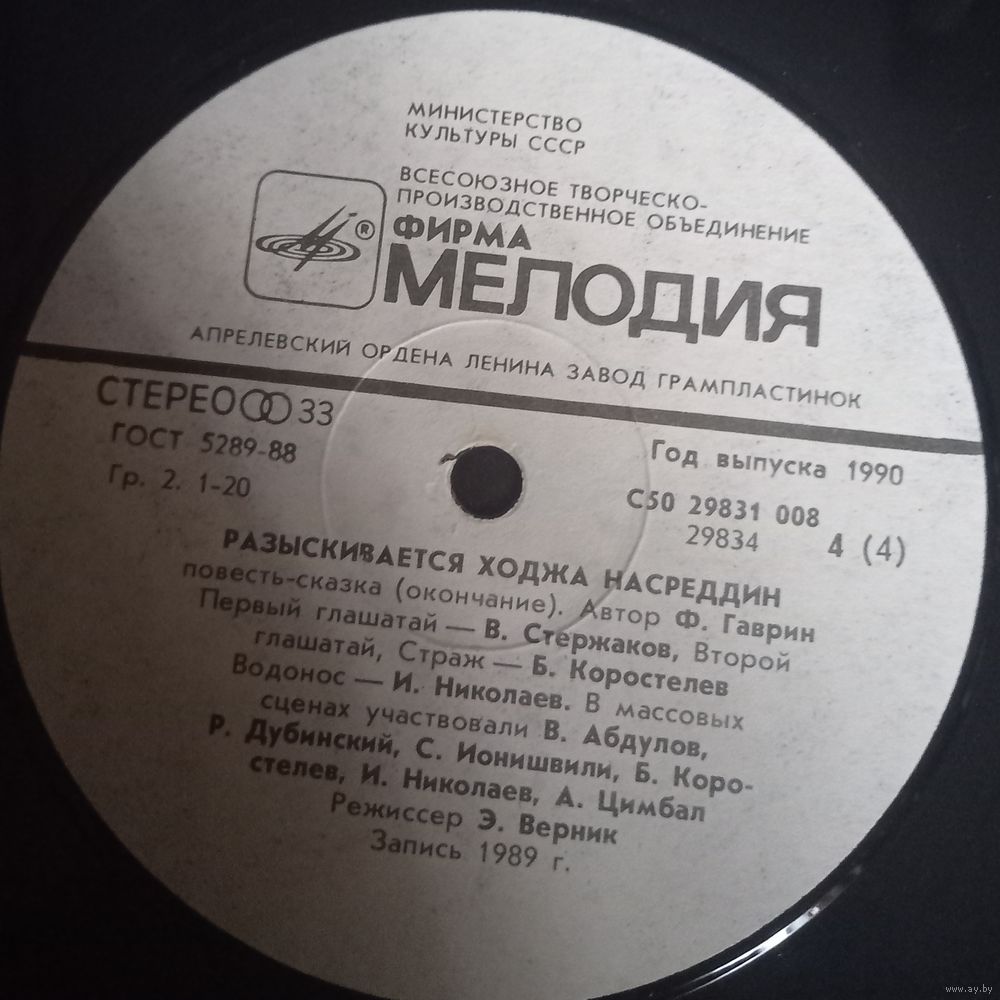 МИНИСТЕРСТВО
КУЛЬТУРЫ СССР
ВСЕСОЮЗНОЕ ТВОРЧЕСКО-
ПРОИЗВОДСТВЕННОЕ ОБЪЕДИНЕНИЕ
®
ФИРМА
МЕЛОДИЯ
АПРЕЛЕВСКИЙ ОРДЕНА ЛЕНИНА ЗАВОД ГРАМПЛАСТИНОК
СТЕРЕО 33
ГОСТ 5289-88
Гр. 2. 1-20
Год выпуска 1990
С50 29831 008
29834 4 (4)
РАЗЫСКИВАЕТСЯ ХОДЖА НАСРЕДДИН
повесть-сказка (окончание). Автор Ф. Гаврин
Первый глашатай — В. Стержаков, Второй
глашатай, Страж — Б. Коростелев
Водонос — И. Николаев. В массовых
сценах участвовали В. Абдулов,
Р. Дубинский, С. Ионишвили, Б. Коро-
стелев, И. Николаев, А. Цимбал
Режиссер Э. Верник
Запись 1989 г.
www.ay.by